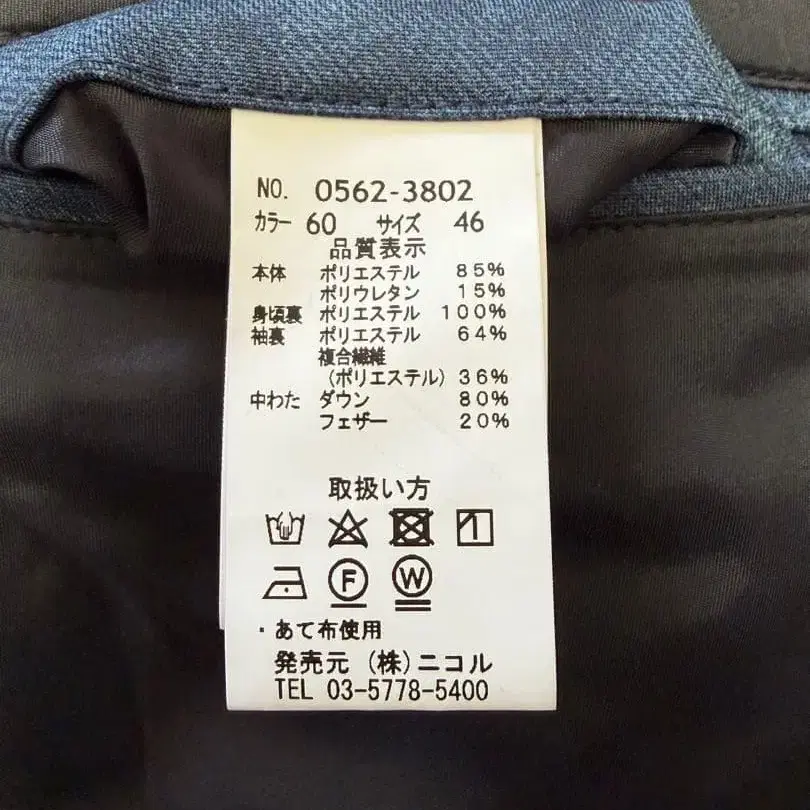 NO. 0562-3802
カラー 60 サイズ 46
品質表示
本体 ポリエステル 85%
ポリウレタン 15%
身頃裏 ポリエステル 100%
袖裏 ポリエステル 64%
複合繊維
(ポリエステル) 36%
中わた ダウン 80%
フェザー 20%
取扱い方
F W
・あて布使用
発売元 (株)ニコル
TEL 03-5778-5400